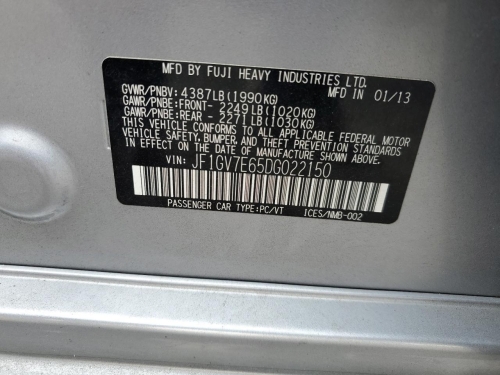 MFD BY FUJI HEAVY INDUSTRIES LTD.
MFD IN 01/13
GVWR/PNBV: 4387LB(1990KG)
GAWR/PNBE:FRONT- 2249LB(1020KG)
GAWR/PNBE:REAR - 2271LB(1030KG)
THIS VEHICLE CONFORMS TO ALL APPLICABLE FEDERAL MOTOR
VEHICLE SAFETY, BUMPER, AND THEFT PREVENTION STANDARDS
IN EFFECT ON THE DATE OF MANUFACTURE SHOWN ABOVE.
VIN: JF1GV7E65DG022150
PASSENGER CAR TYPE:PC/VT ICES/NMB-002